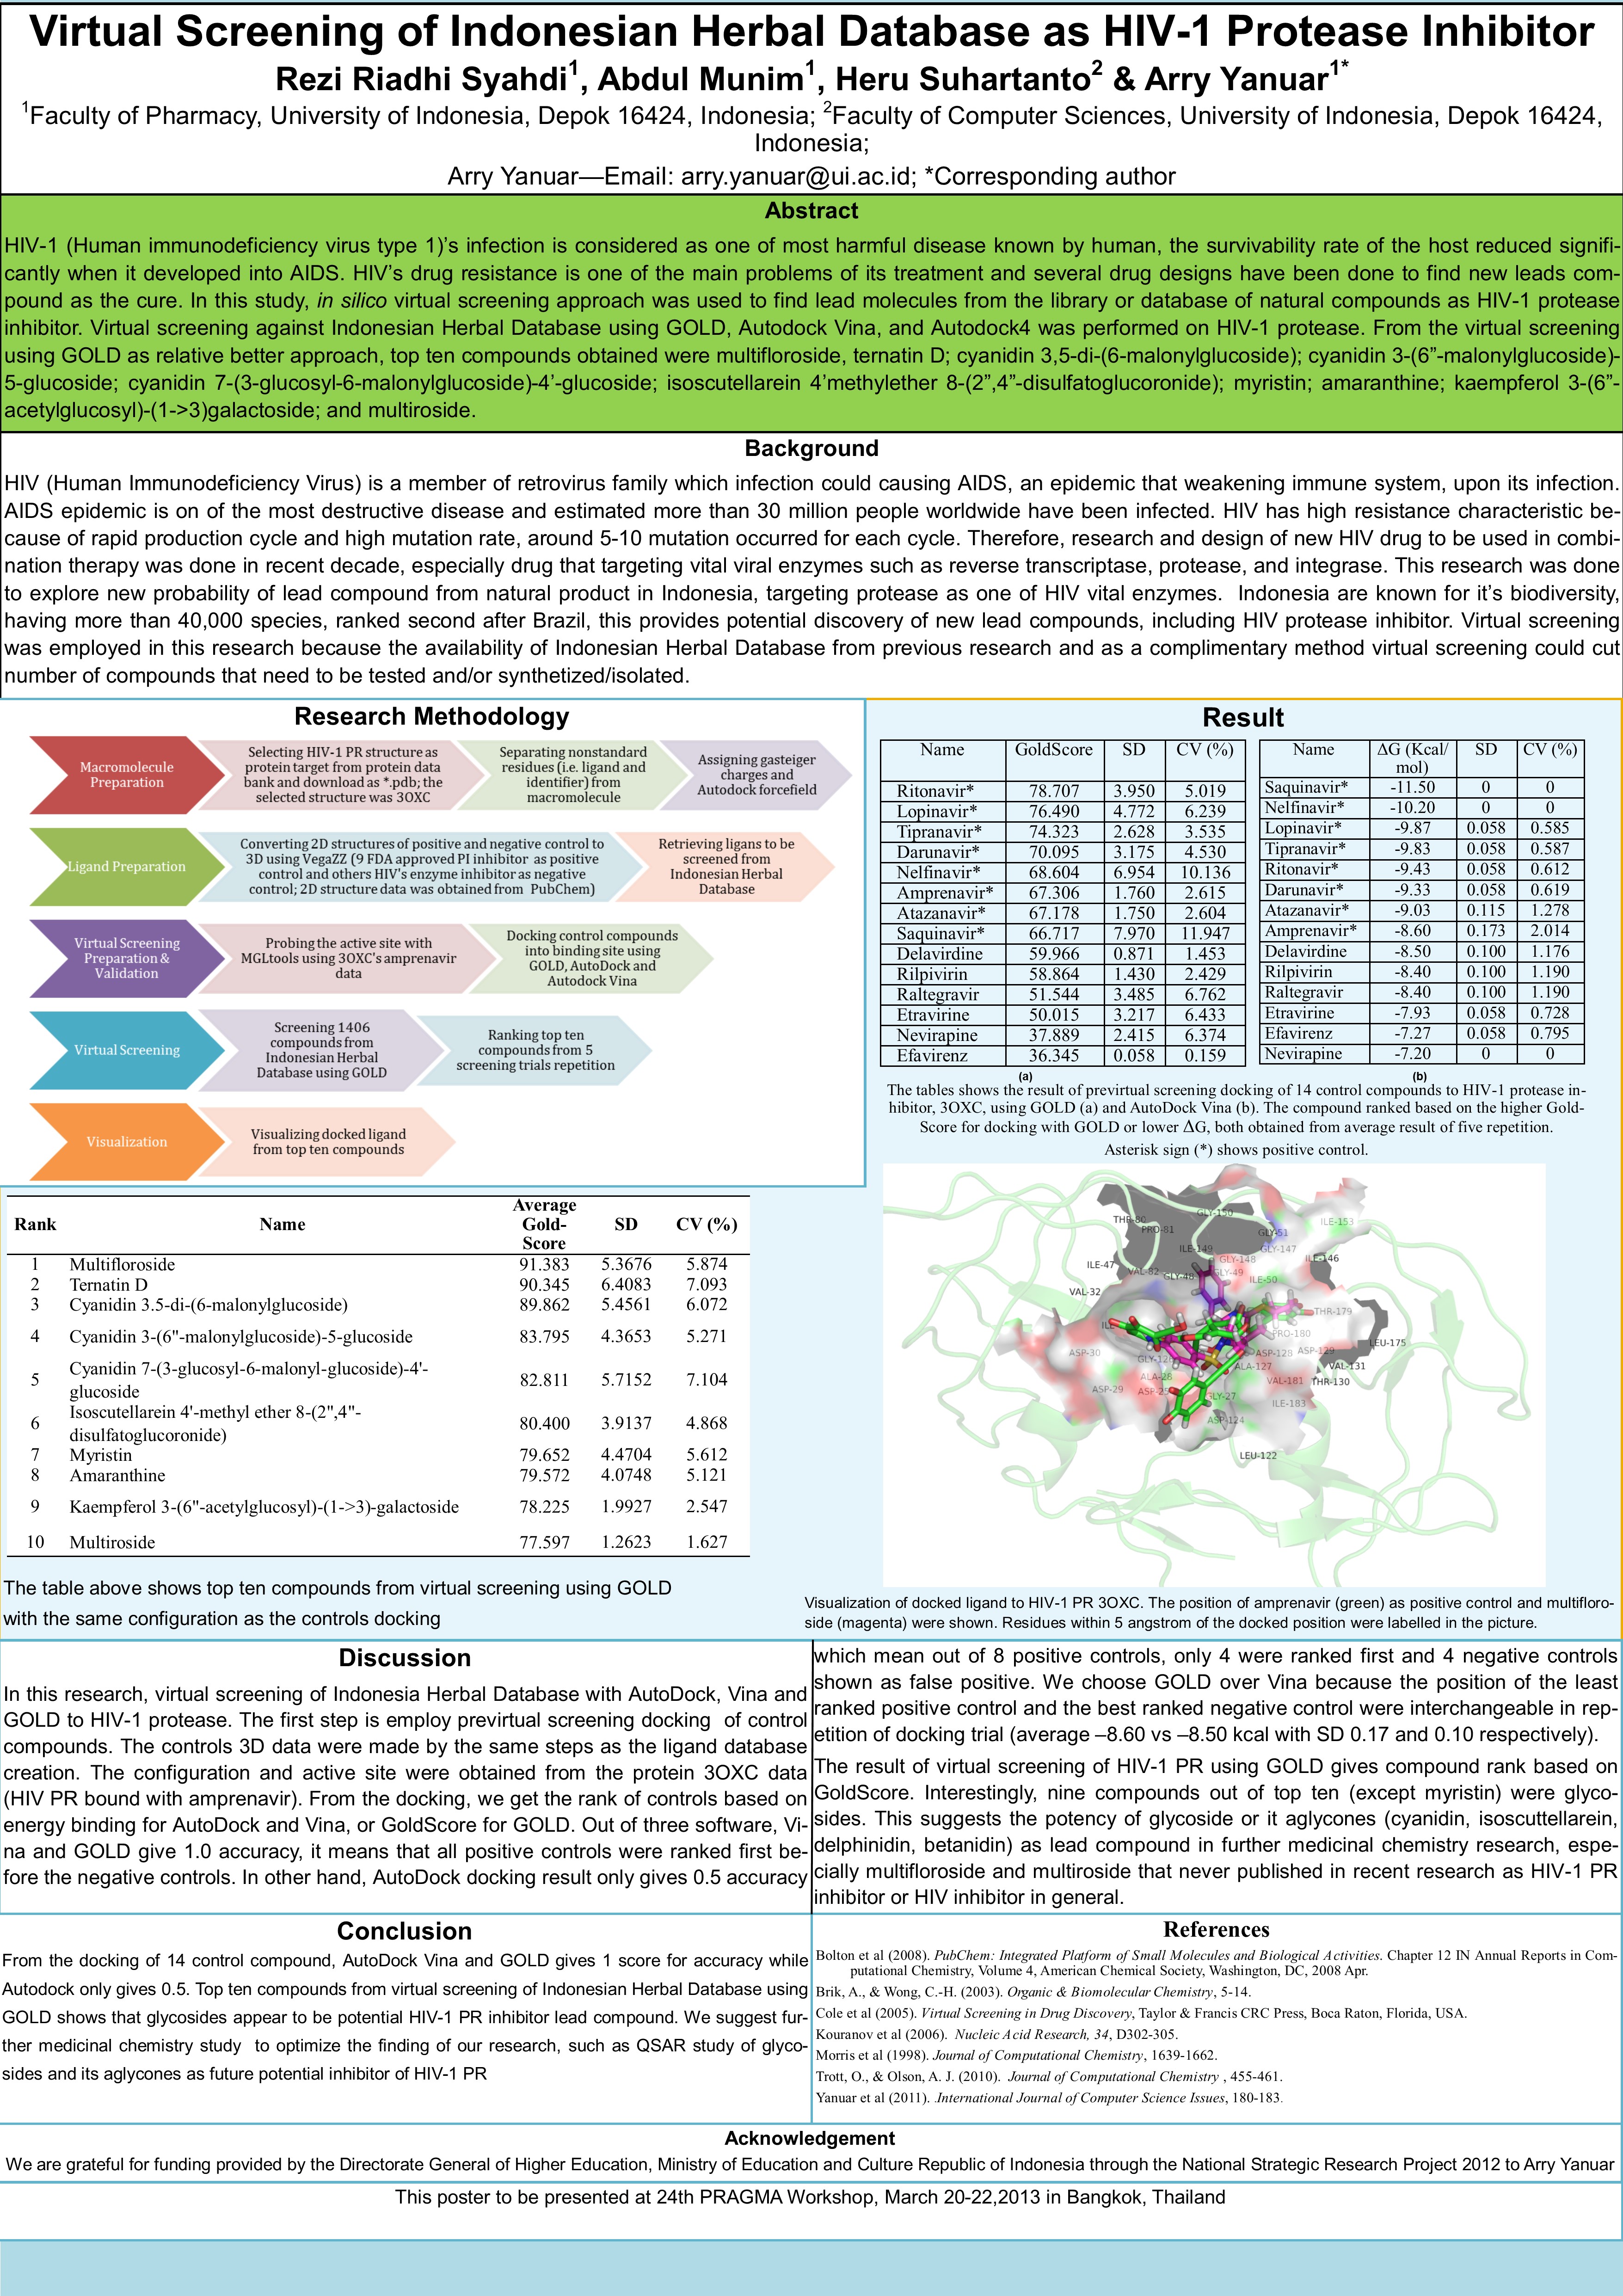 Virtual Screening of Indonesian Herbal Database as HIV-1 Protease Inhibitor
Rezi Riadhi Syahdi1, Abdul Munim1, Heru Suhartanto2 & Arry Yanuar1*
1Faculty of Pharmacy, University of Indonesia, Depok 16424, Indonesia; 2Faculty of Computer Sciences, University of Indonesia, Depok 16424,
Indonesia;
Arry Yanuar—Email: arry.yanuar@ui.ac.id; *Corresponding author
Abstract
HIV-1 (Human immunodeficiency virus type 1)'s infection is considered as one of most harmful disease known by human, the survivability rate of the host reduced signifi-
cantly when it developed into AIDS. HIV's drug resistance is one of the main problems of its treatment and several drug designs have been done to find new leads com-
pound as the cure. In this study, in silico virtual screening approach was used to find lead molecules from the library or database of natural compounds as HIV-1 protease
inhibitor. Virtual screening against Indonesian Herbal Database using GOLD, Autodock Vina, and Autodock4 was performed on HIV-1 protease. From the virtual screening
using GOLD as relative better approach, top ten compounds obtained were multifloroside, ternatin D; cyanidin 3,5-di-(6-malonylglucoside); cyanidin 3-(6”-malonylglucoside)-
5-glucoside; cyanidin 7-(3-glucosyl-6-malonylglucoside)-4’-glucoside; isoscutellarein 4’methylether 8-(2”,4”-disulfatoglucoronide); myristin; amaranthine; kaempferol 3-(6”-
acetylglucosyl)-(1->3)galactoside; and multiroside.
Background
HIV (Human Immunodeficiency Virus) is a member of retrovirus family which infection could causing AIDS, an epidemic that weakening immune system, upon its infection.
AIDS epidemic is on of the most destructive disease and estimated more than 30 million people worldwide have been infected. HIV has high resistance characteristic be-
cause of rapid production cycle and high mutation rate, around 5-10 mutation occurred for each cycle. Therefore, research and design of new HIV drug to be used in combi-
nation therapy was done in recent decade, especially drug that targeting vital viral enzymes such as reverse transcriptase, protease, and integrase. This research was done
to explore new probability of lead compound from natural product in Indonesia, targeting protease as one of HIV vital enzymes. Indonesia are known for it’s biodiversity,
having more than 40,000 species, ranked second after Brazil, this provides potential discovery of new lead compounds, including HIV protease inhibitor. Virtual screening
was employed in this research because the availability of Indonesian Herbal Database from previous research and as a complimentary method virtual screening could cut
number of compounds that need to be tested and/or synthetized/isolated.
Research Methodology
Macromolecule
Preparation
Selecting HIV-1 PR structure as
protein target from protein data
bank and download as *.pdb; the
selected structure was 3OXC
Separating nonstandard
residues (i.e. ligand and
identifier) from
macromolecule
Assigning gasteiger
charges and
Autodock forcefield
Ligand Preparation
Converting 2D structures of positive and negative control to
3D using VegaZZ (9 FDA approved PI inhibitor as positive
control and others HIV's enzyme inhibitor as negative
control; 2D structure data was obtained from PubChem)
Retrieving ligans to be
screened from
Indonesian Herbal
Database
Virtual Screening
Preparation &
Validation
Probing the active site with
MGLtools using 3OXC's amprenavir
data
Docking control compounds
into binding site using
GOLD, AutoDock and
Autodock Vina
Virtual Screening
Screening 1406
compounds from
Indonesian Herbal
Database using GOLD
Ranking top ten
compounds from 5
screening trials repetition
Visualization
Visualizing docked ligand
from top ten compounds
Rank Name Average Gold-Score SD CV (%)
1 Multifloroside 91.383 5.3676 5.874
2 Ternatin D 90.345 6.4083 7.093
3 Cyanidin 3.5-di-(6-malonylglucoside) 89.862 5.4561 6.072
4 Cyanidin 3-(6"-malonylglucoside)-5-glucoside 83.795 4.3653 5.271
5 Cyanidin 7-(3-glucosyl-6-malonyl-glucoside)-4'-
glucoside 82.811 5.7152 7.104
6 Isoscutellarein 4'-methyl ether 8-(2",4"-
disulfatoglucoronide) 80.400 3.9137 4.868
7 Myristin 79.652 4.4704 5.612
8 Amaranthine 79.572 4.0748 5.121
9 Kaempferol 3-(6"-acetylglucosyl)-(1->3)-galactoside 78.225 1.9927 2.547
10 Multiroside 77.597 1.2623 1.627
The table above shows top ten compounds from virtual screening using GOLD
with the same configuration as the controls docking
Result
Name GoldScore SD CV (%)
Ritonavir* 78.707 3.950 5.019
Lopinavir* 76.490 4.772 6.239
Tipranavir* 74.323 2.628 3.535
Darunavir* 70.095 3.175 4.530
Nelfinavir* 68.604 6.954 10.136
Amprenavir* 67.306 1.760 2.615
Atazanavir* 67.178 1.750 2.604
Saquinavir* 66.717 7.970 11.947
Delavirdine 59.966 0.871 1.453
Rilpivirin 58.864 1.430 2.429
Raltegravir 51.544 3.485 6.762
Etravirine 50.015 3.217 6.433
Nevirapine 37.889 2.415 6.374
Efavirenz 36.345 0.058 0.159
(a)
Name ΔG (Kcal/
mol) SD CV (%)
Saquinavir* -11.50 0 0
Nelfinavir* -10.20 0 0
Lopinavir* -9.87 0.058 0.585
Tipranavir* -9.83 0.058 0.587
Ritonavir* -9.43 0.058 0.612
Darunavir* -9.33 0.058 0.619
Atazanavir* -9.03 0.115 1.278
Amprenavir* -8.60 0.173 2.014
Delavirdine -8.50 0.100 1.176
Rilpivirin -8.40 0.100 1.190
Raltegravir -8.40 0.100 1.190
Etravirine -7.93 0.058 0.728
Efavirenz -7.27 0.058 0.795
Nevirapine -7.20 0 0
(b)
The tables shows the result of previrtual screening docking of 14 control compounds to HIV-1 protease in-
hibitor, 3OXC, using GOLD (a) and AutoDock Vina (b). The compound ranked based on the higher Gold-
Score for docking with GOLD or lower ΔG, both obtained from average result of five repetition.
Asterisk sign (*) shows positive control.
THR-80
PRO-81
GLY-150
GLY-51
ILE-153
ILE-149
GLY-147
GLY-148
ILE-146
ILE-47
VAL-82
GLY-48
GLY-49
ILE-50
VAL-32
THR-179
PRO-180
LEU-175
ASP-30
ASP-128
ASP-129
ALA-127
VAL-131
ALA-28
VAL-181
THR-130
ASP-29
ASP-25
GLY-27
ILE-183
ASP-124
LEU-122
Visualization of docked ligand to HIV-1 PR 3OXC. The position of amprenavir (green) as positive control and multifloro-
side (magenta) were shown. Residues within 5 angstrom of the docked position were labelled in the picture.
Discussion
In this research, virtual screening of Indonesia Herbal Database with AutoDock, Vina and
GOLD to HIV-1 protease. The first step is employ previrtual screening docking of control
compounds. The controls 3D data were made by the same steps as the ligand database
creation. The configuration and active site were obtained from the protein 3OXC data
(HIV PR bound with amprenavir). From the docking, we get the rank of controls based on
energy binding for AutoDock and Vina, or GoldScore for GOLD. Out of three software, Vi-
na and GOLD give 1.0 accuracy, it means that all positive controls were ranked first be-
fore the negative controls. In other hand, AutoDock docking result only gives 0.5 accuracy
which mean out of 8 positive controls, only 4 were ranked first and 4 negative controls
shown as false positive. We choose GOLD over Vina because the position of the least
ranked positive control and the best ranked negative control were interchangeable in rep-
etition of docking trial (average –8.60 vs –8.50 kcal with SD 0.17 and 0.10 respectively).
The result of virtual screening of HIV-1 PR using GOLD gives compound rank based on
GoldScore. Interestingly, nine compounds out of top ten (except myristin) were glyco-
sides. This suggests the potency of glycoside or it aglycones (cyanidin, isoscuttellarein,
delphinidin, betanidin) as lead compound in further medicinal chemistry research, espe-
cially multifloroside and multiroside that never published in recent research as HIV-1 PR
inhibitor or HIV inhibitor in general.
Conclusion
From the docking of 14 control compound, AutoDock Vina and GOLD gives 1 score for accuracy while
Autodock only gives 0.5. Top ten compounds from virtual screening of Indonesian Herbal Database using
GOLD shows that glycosides appear to be potential HIV-1 PR inhibitor lead compound. We suggest fur-
ther medicinal chemistry study to optimize the finding of our research, such as QSAR study of glyco-
sides and its aglycones as future potential inhibitor of HIV-1 PR
References
Bolton et al (2008). PubChem: Integrated Platform of Small Molecules and Biological Activities. Chapter 12 IN Annual Reports in Com-
putational Chemistry, Volume 4, American Chemical Society, Washington, DC, 2008 Apr.
Brik, A., & Wong, C.-H. (2003). Organic & Biomolecular Chemistry, 5-14.
Cole et al (2005). Virtual Screening in Drug Discovery, Taylor & Francis CRC Press, Boca Raton, Florida, USA.
Kouranov et al (2006). Nucleic Acid Research, 34, D302-305.
Morris et al (1998). Journal of Computational Chemistry, 1639-1662.
Trott, O., & Olson, A. J. (2010). Journal of Computational Chemistry , 455-461.
Yanuar et al (2011). .International Journal of Computer Science Issues, 180-183.
Acknowledgement
We are grateful for funding provided by the Directorate General of Higher Education, Ministry of Education and Culture Republic of Indonesia through the National Strategic Research Project 2012 to Arry Yanuar
This poster to be presented at 24th PRAGMA Workshop, March 20-22,2013 in Bangkok, Thailand